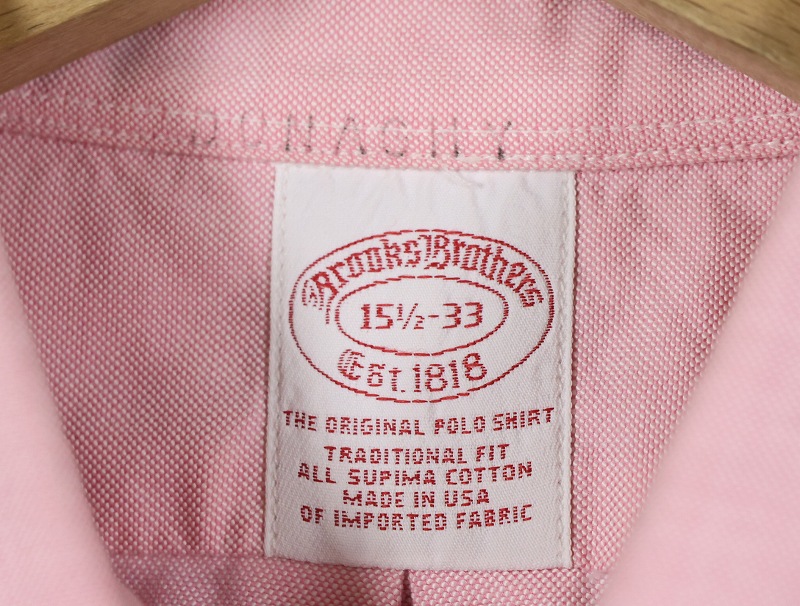 DONACHY
Brooks Brothers
15½-33
Est. 1818
THE ORIGINAL POLO SHIRT
TRADITIONAL FIT
ALL SUPIMA COTTON
MADE IN USA
OF IMPORTED FABRIC